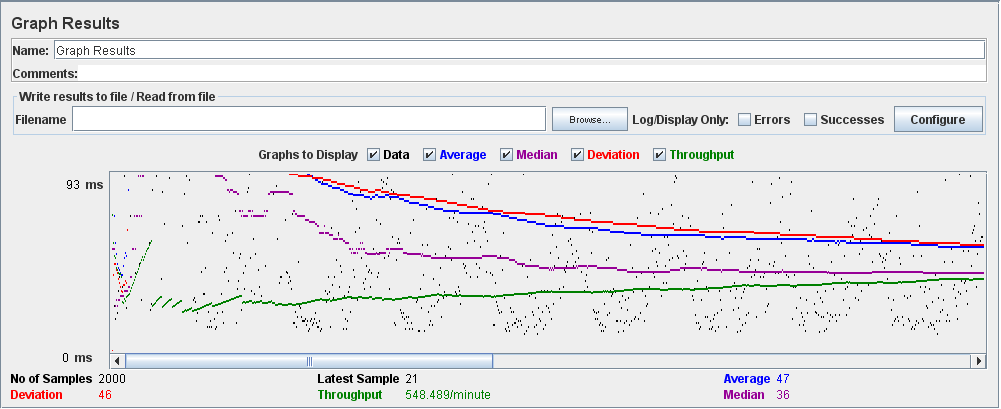 Graph Results
Name: Graph Results
Comments:
Write results to file / Read from file
Filename Browse... Log/Display Only: Errors Successes Configure
Graphs to Display Data Average Median Deviation Throughput
93 ms
0 ms
No of Samples 2000 Latest Sample 21 Average 47
Deviation 46 Throughput 548.489/minute Median 36